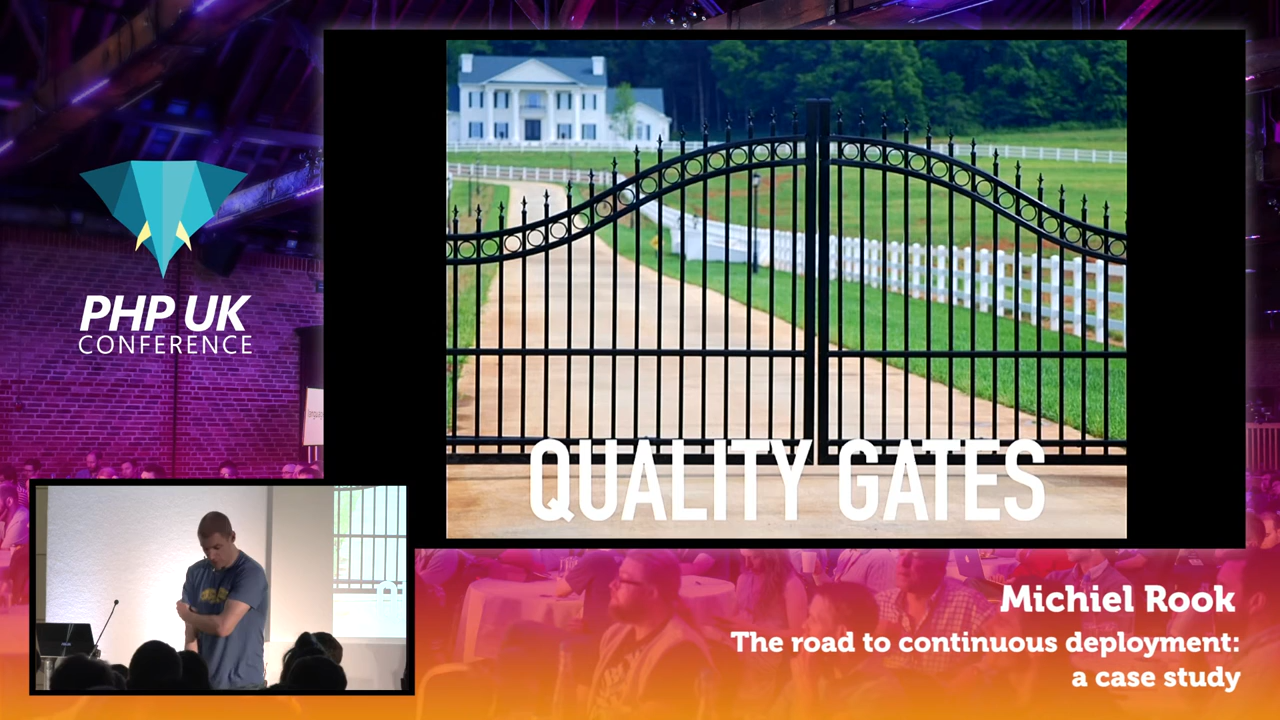 PHP UK
CONFERENCE
QUALITY GATES
Michiel Rook
The road to continuous deployment:
a case study